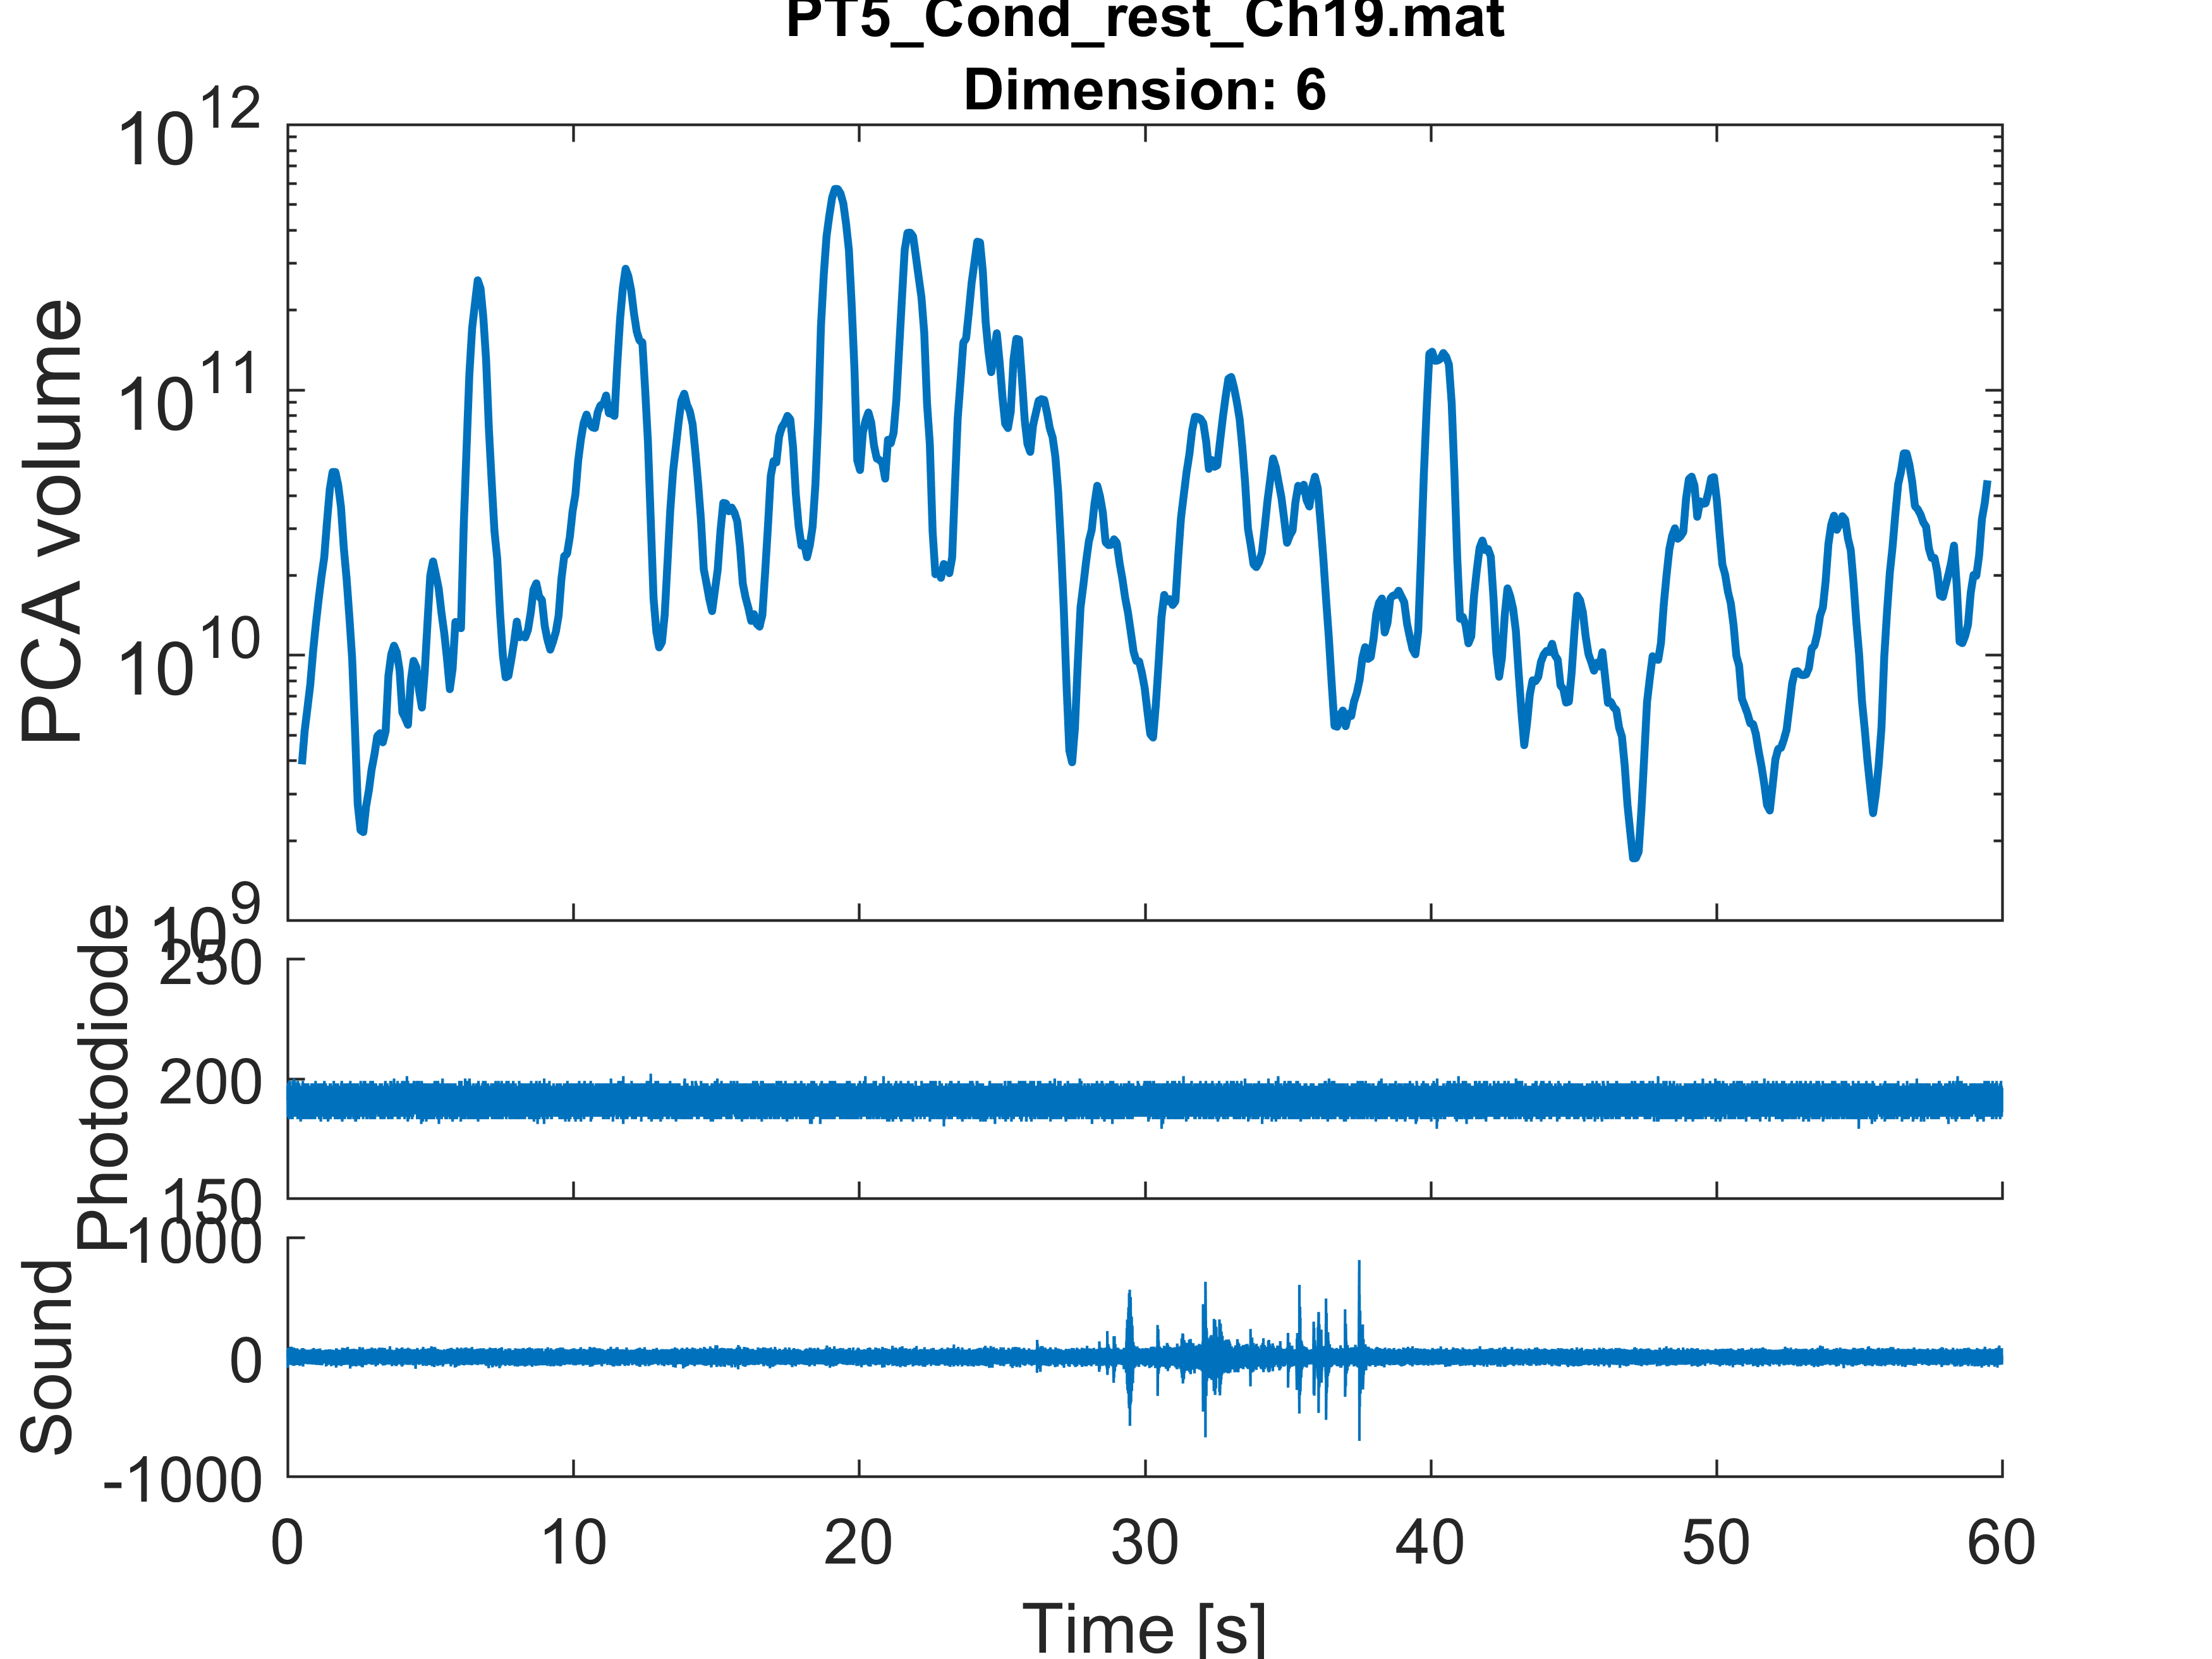 PT5_Cond_rest_Ch19.mat
Dimension: 6
PCA volume
10^12
10^11
10^10
10^9
Photodiode
250
200
150
Sound
1000
0
-1000
0 10 20 30 40 50 60
Time [s]